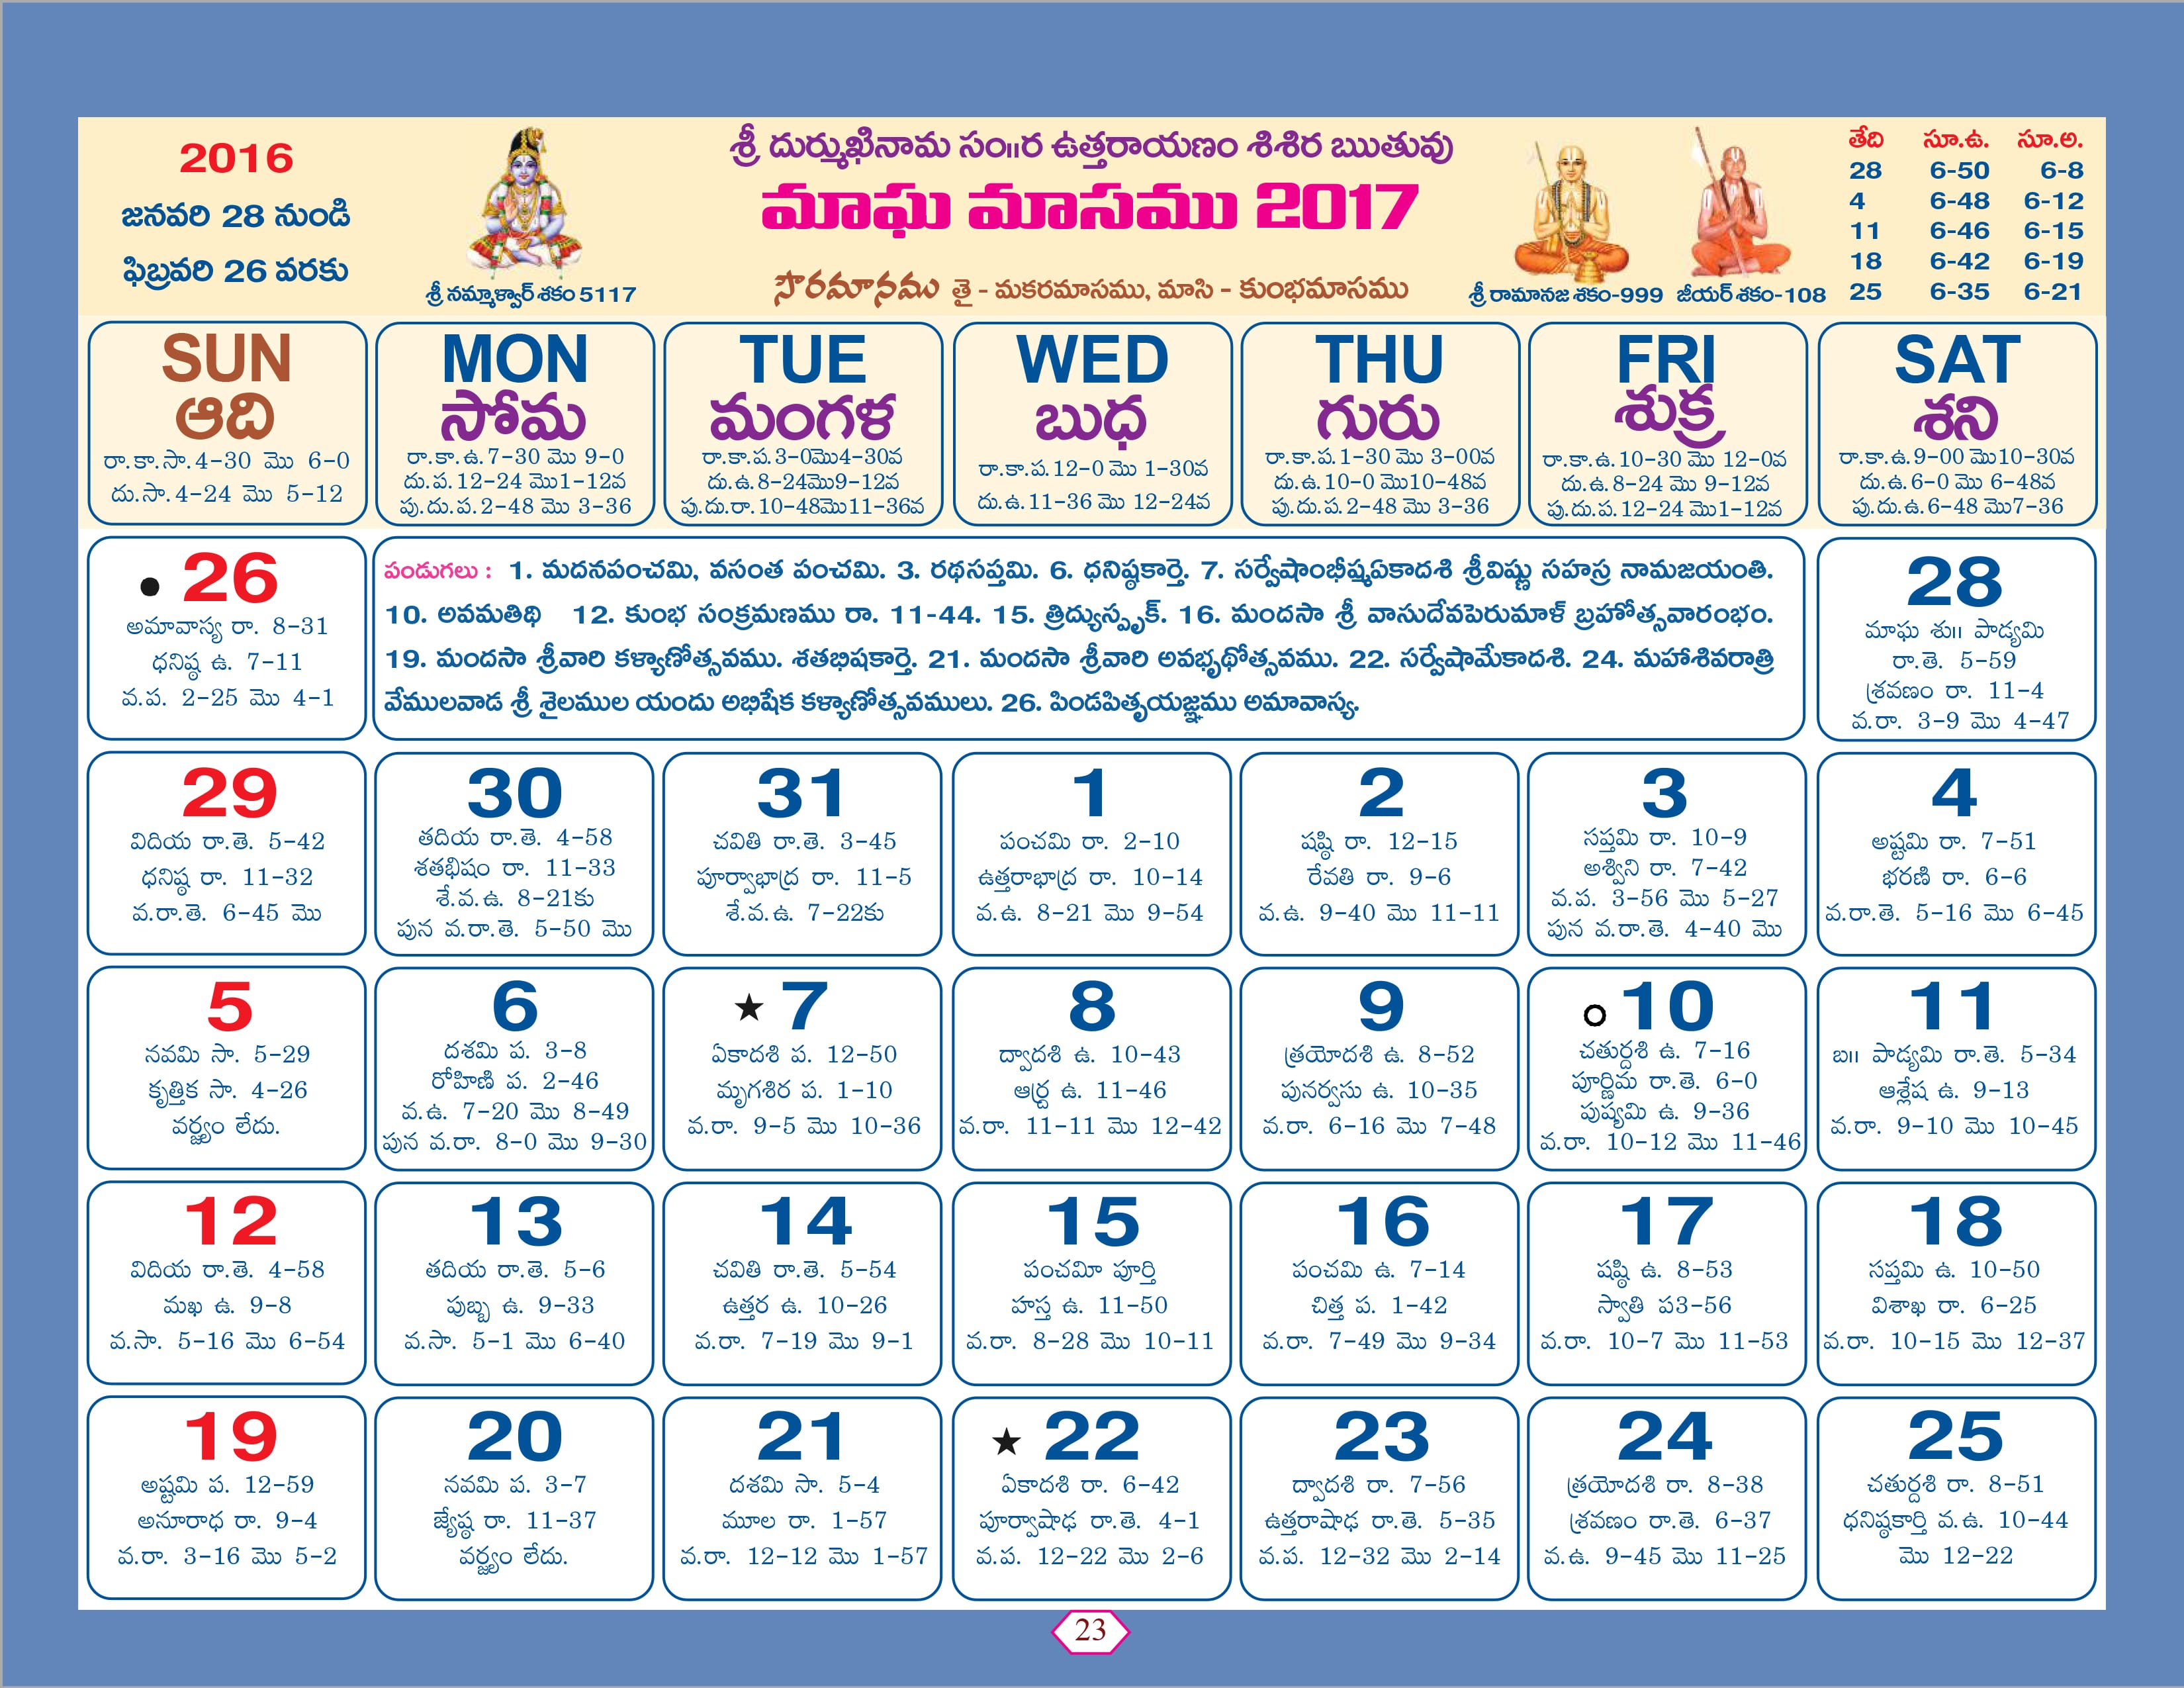 2016
జనవరి 28 నుండి
ఫిబ్రవరి 26 వరకు
శ్రీ నమ్మాళ్వార్ శకం 5117
శ్రీ దుర్ముఖినామ సం॥ర ఉత్తరాయణం శిశిర ఋతువు
మాఘ మాసము 2017
సౌరమానము తై - మకరమాసము, మాసి - కుంభమాసము
శ్రీ రామానజ శకం-999 జీయర్ శకం-108
తేది సూ.ఉ. సూ.అ.
28 6-50 6-8
4 6-48 6-12
11 6-46 6-15
18 6-42 6-19
25 6-35 6-21
SUN
ఆది
రా.కా.సా.4-30 మొ 6-0
దు.సా.4-24 మొ 5-12
MON
సోమ
రా.కా.ఉ.7-30 మొ 9-0
దు.ప.12-24 మొ1-12వ
పు.దు.ప.2-48 మొ 3-36
TUE
మంగళ
రా.కా.ప.3-0మొ4-30వ
దు.ఉ.8-24మొ9-12వ
పు.దు.రా.10-48మొ11-36వ
WED
బుధ
రా.కా.ప.12-0 మొ 1-30వ
దు.ఉ.11-36 మొ 12-24వ
THU
గురు
రా.కా.ప.1-30 మొ 3-00వ
దు.ఉ.10-0 మొ10-48వ
పు.దు.ప.2-48 మొ 3-36
FRI
శుక్ర
రా.కా.ఉ.10-30 మొ 12-0వ
దు.ఉ.8-24 మొ 9-12వ
పు.దు.ప.12-24 మొ1-12వ
SAT
శని
రా.కా.ఉ.9-00 మొ10-30వ
దు.ఉ.6-0 మొ 6-48వ
పు.దు.ఉ.6-48 మొ7-36
26
అమావాస్య రా. 8-31
ధనిష్ఠ ఉ. 7-11
వ.ప. 2-25 మొ 4-1
పండుగలు : 1. మదనపంచమి, వసంత పంచమి. 3. రథసప్తమి. 6. ధనిష్ఠకార్తె. 7. సర్వేషాంభీష్మఏకాదశి శ్రీవిష్ణు సహస్ర నామజయంతి.
10. అవమతిథి 12. కుంభ సంక్రమణము రా. 11-44. 15. త్రిద్యుస్పృక్. 16. మందసా శ్రీ వాసుదేవపెరుమాళ్ బ్రహోత్సవారంభం.
19. మందసా శ్రీవారి కళ్యాణోత్సవము. శతభిషకార్తె. 21. మందసా శ్రీవారి అవభృథోత్సవము. 22. సర్వేషామేకాదశి. 24. మహాశివరాత్రి
వేములవాడ శ్రీ శైలముల యందు అభిషేక కళ్యాణోత్సవములు. 26. పిండపితృయజ్ఞము అమావాస్య.
28
మాఘ శు॥ పాడ్యమి
రా.తె. 5-59
శ్రవణం రా. 11-4
వ.రా. 3-9 మొ 4-47
29
విదియ రా.తె. 5-42
ధనిష్ఠ రా. 11-32
వ.రా.తె. 6-45 మొ
30
తదియ రా.తె. 4-58
శతభిషం రా. 11-33
శే.వ.ఉ. 8-21కు
పున వ.రా.తె. 5-50 మొ
31
చవితి రా.తె. 3-45
పూర్వాభాద్ర రా. 11-5
శే.వ.ఉ. 7-22కు
1
పంచమి రా. 2-10
ఉత్తరాభాద్ర రా. 10-14
వ.ఉ. 8-21 మొ 9-54
2
షష్ఠి రా. 12-15
రేవతి రా. 9-6
వ.ఉ. 9-40 మొ 11-11
3
సప్తమి రా. 10-9
అశ్విని రా. 7-42
వ.ప. 3-56 మొ 5-27
పున వ.రా.తె. 4-40 మొ
4
అష్టమి రా. 7-51
భరణి రా. 6-6
వ.రా.తె. 5-16 మొ 6-45
5
నవమి సా. 5-29
కృత్తిక సా. 4-26
వర్జ్యం లేదు.
6
దశమి ప. 3-8
రోహిణి ప. 2-46
వ.ఉ. 7-20 మొ 8-49
పున వ.రా. 8-0 మొ 9-30
★ 7
ఏకాదశి ప. 12-50
మృగశిర ప. 1-10
వ.రా. 9-5 మొ 10-36
8
ద్వాదశి ఉ. 10-43
ఆర్ద్ర ఉ. 11-46
వ.రా. 11-11 మొ 12-42
9
త్రయోదశి ఉ. 8-52
పునర్వసు ఉ. 10-35
వ.రా. 6-16 మొ 7-48
10
చతుర్దశి ఉ. 7-16
పూర్ణిమ రా.తె. 6-0
పుష్యమి ఉ. 9-36
వ.రా. 10-12 మొ 11-46
11
బ॥ పాడ్యమి రా.తె. 5-34
ఆశ్లేష ఉ. 9-13
వ.రా. 9-10 మొ 10-45
12
విదియ రా.తె. 4-58
మఖ ఉ. 9-8
వ.సా. 5-16 మొ 6-54
13
తదియ రా.తె. 5-6
పుబ్బ ఉ. 9-33
వ.సా. 5-1 మొ 6-40
14
చవితి రా.తె. 5-54
ఉత్తర ఉ. 10-26
వ.రా. 7-19 మొ 9-1
15
పంచమీ పూర్తి
హస్త ఉ. 11-50
వ.రా. 8-28 మొ 10-11
16
పంచమి ఉ. 7-14
చిత్త ప. 1-42
వ.రా. 7-49 మొ 9-34
17
షష్ఠి ఉ. 8-53
స్వాతి ప3-56
వ.రా. 10-7 మొ 11-53
18
సప్తమి ఉ. 10-50
విశాఖ రా. 6-25
వ.రా. 10-15 మొ 12-37
19
అష్టమి ప. 12-59
అనూరాధ రా. 9-4
వ.రా. 3-16 మొ 5-2
20
నవమి ప. 3-7
జ్యేష్ఠ రా. 11-37
వర్జ్యం లేదు.
21
దశమి సా. 5-4
మూల రా. 1-57
వ.రా. 12-12 మొ 1-57
★ 22
ఏకాదశి రా. 6-42
పూర్వాషాఢ రా.తె. 4-1
వ.ప. 12-22 మొ 2-6
23
ద్వాదశి రా. 7-56
ఉత్తరాషాఢ రా.తె. 5-35
వ.ప. 12-32 మొ 2-14
24
త్రయోదశి రా. 8-38
శ్రవణం రా.తె. 6-37
వ.ఉ. 9-45 మొ 11-25
25
చతుర్దశి రా. 8-51
ధనిష్ఠకార్తి వ.ఉ. 10-44
మొ 12-22
23